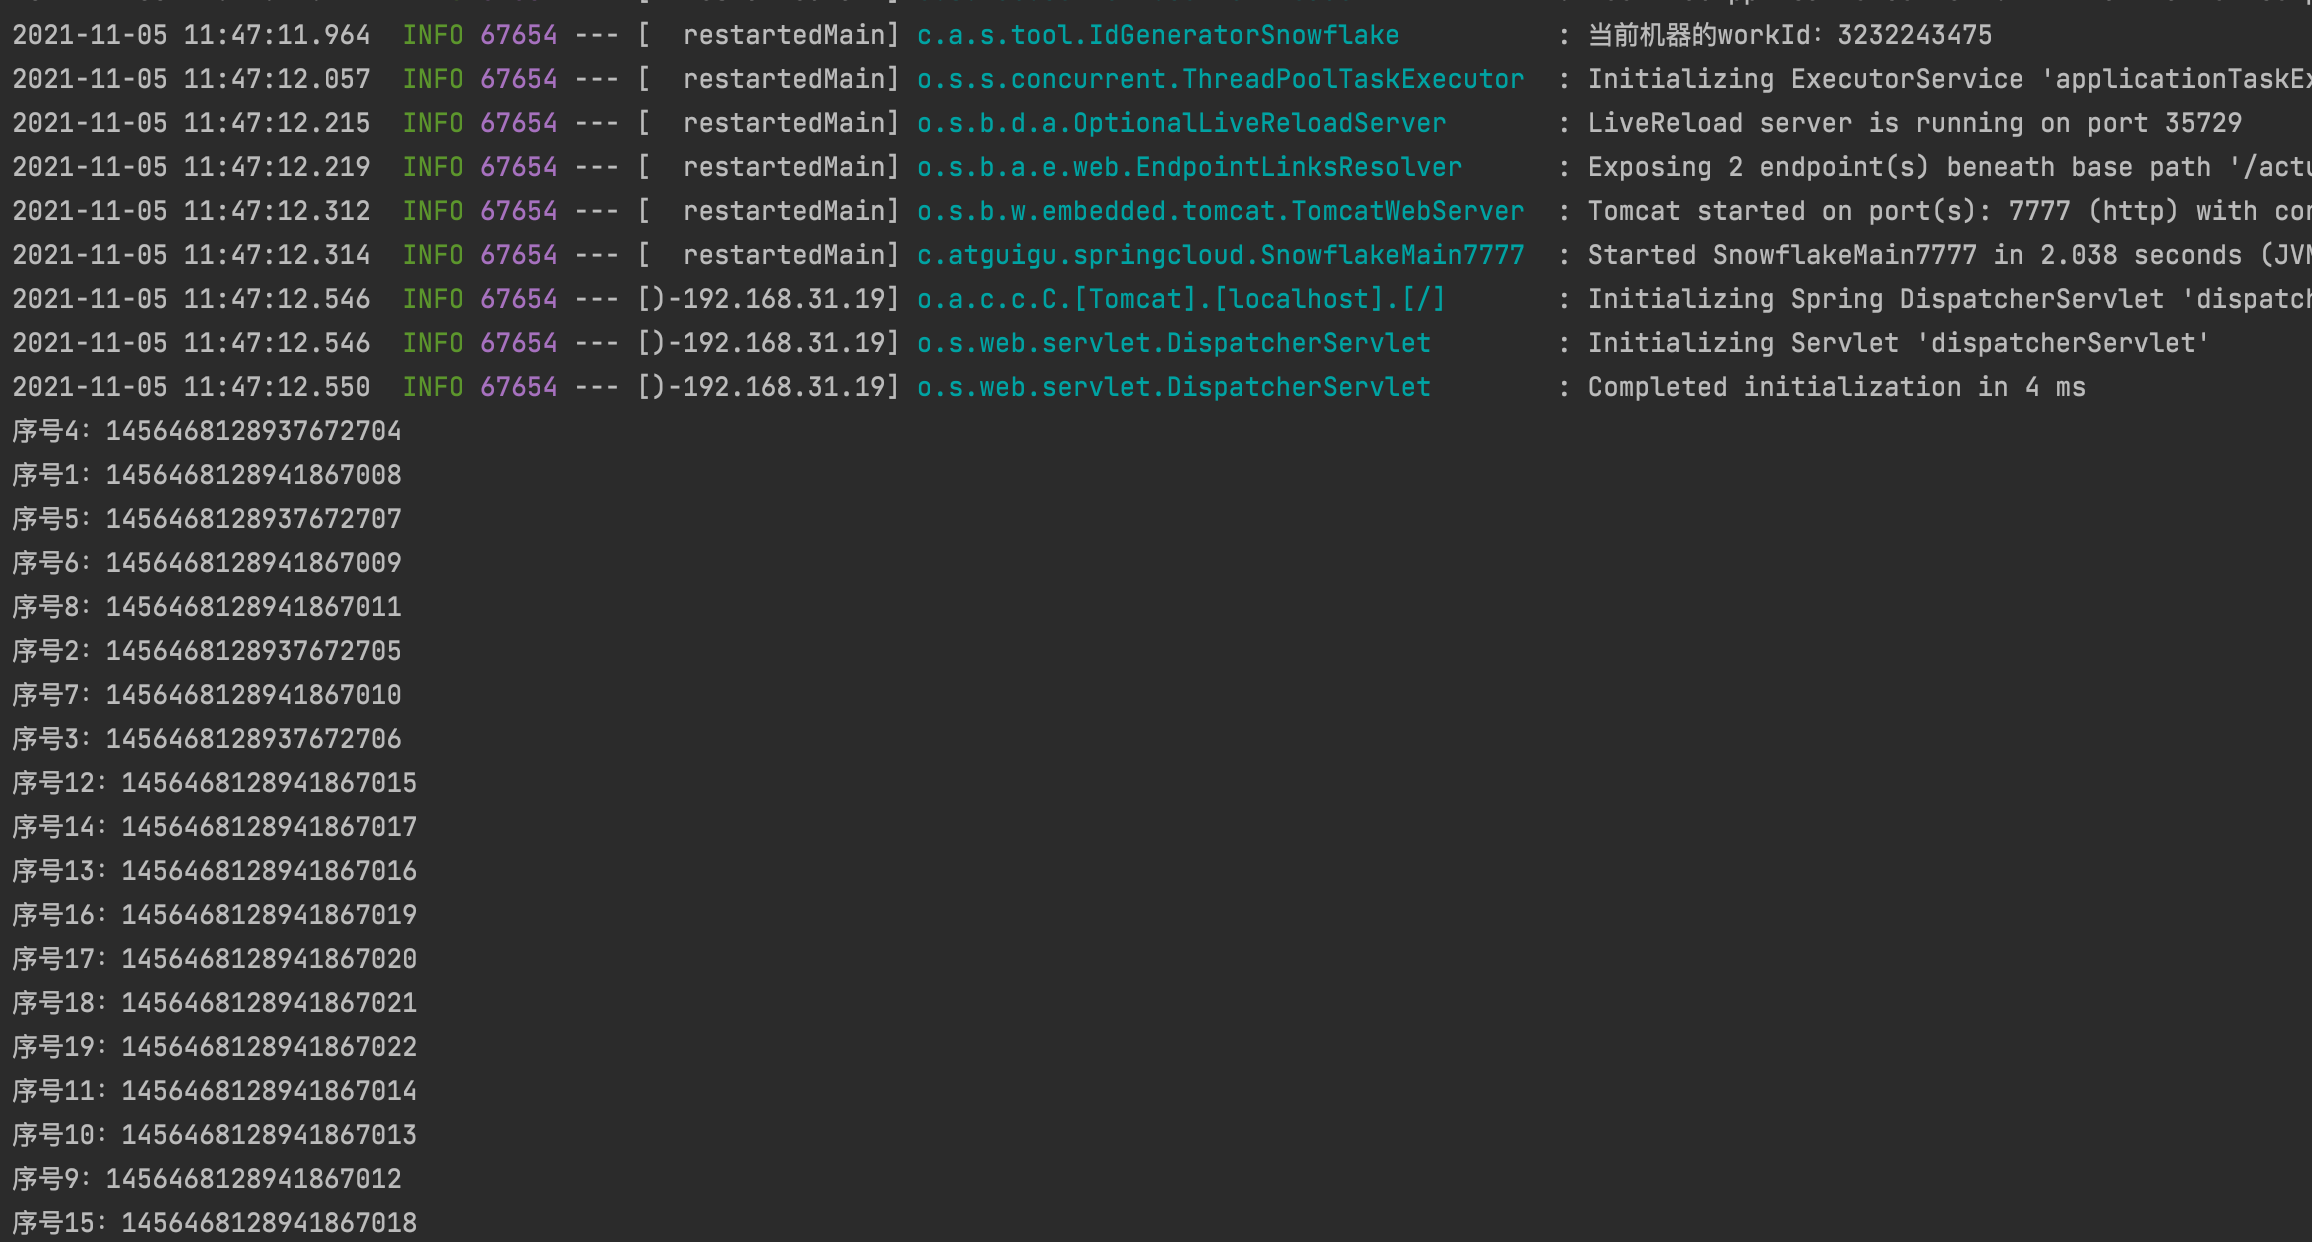 2021-11-05 11:47:11.964  INFO 67654 --- [  restartedMain] c.a.s.tool.IdGeneratorSnowflake          : 当前机器的workId：3232243475
2021-11-05 11:47:12.057  INFO 67654 --- [  restartedMain] o.s.s.concurrent.ThreadPoolTaskExecutor  : Initializing ExecutorService 'applicationTaskEx
2021-11-05 11:47:12.215  INFO 67654 --- [  restartedMain] o.s.b.d.a.OptionalLiveReloadServer       : LiveReload server is running on port 35729
2021-11-05 11:47:12.219  INFO 67654 --- [  restartedMain] o.s.b.a.e.web.EndpointLinksResolver      : Exposing 2 endpoint(s) beneath base path '/actu
2021-11-05 11:47:12.312  INFO 67654 --- [  restartedMain] o.s.b.w.embedded.tomcat.TomcatWebServer  : Tomcat started on port(s): 7777 (http) with con
2021-11-05 11:47:12.314  INFO 67654 --- [  restartedMain] c.atguigu.springcloud.SnowflakeMain7777  : Started SnowflakeMain7777 in 2.038 seconds (JVM
2021-11-05 11:47:12.546  INFO 67654 --- [)-192.168.31.19] o.a.c.c.C.[Tomcat].[localhost].[/]       : Initializing Spring DispatcherServlet 'dispatch
2021-11-05 11:47:12.546  INFO 67654 --- [)-192.168.31.19] o.s.web.servlet.DispatcherServlet        : Initializing Servlet 'dispatcherServlet'
2021-11-05 11:47:12.550  INFO 67654 --- [)-192.168.31.19] o.s.web.servlet.DispatcherServlet        : Completed initialization in 4 ms
序号4：1456468128937672704
序号1：1456468128941867008
序号5：1456468128937672707
序号6：1456468128941867009
序号8：1456468128941867011
序号2：1456468128937672705
序号7：1456468128941867010
序号3：1456468128937672706
序号12：1456468128941867015
序号14：1456468128941867017
序号13：1456468128941867016
序号16：1456468128941867019
序号17：1456468128941867020
序号18：1456468128941867021
序号19：1456468128941867022
序号11：1456468128941867014
序号10：1456468128941867013
序号9：1456468128941867012
序号15：1456468128941867018